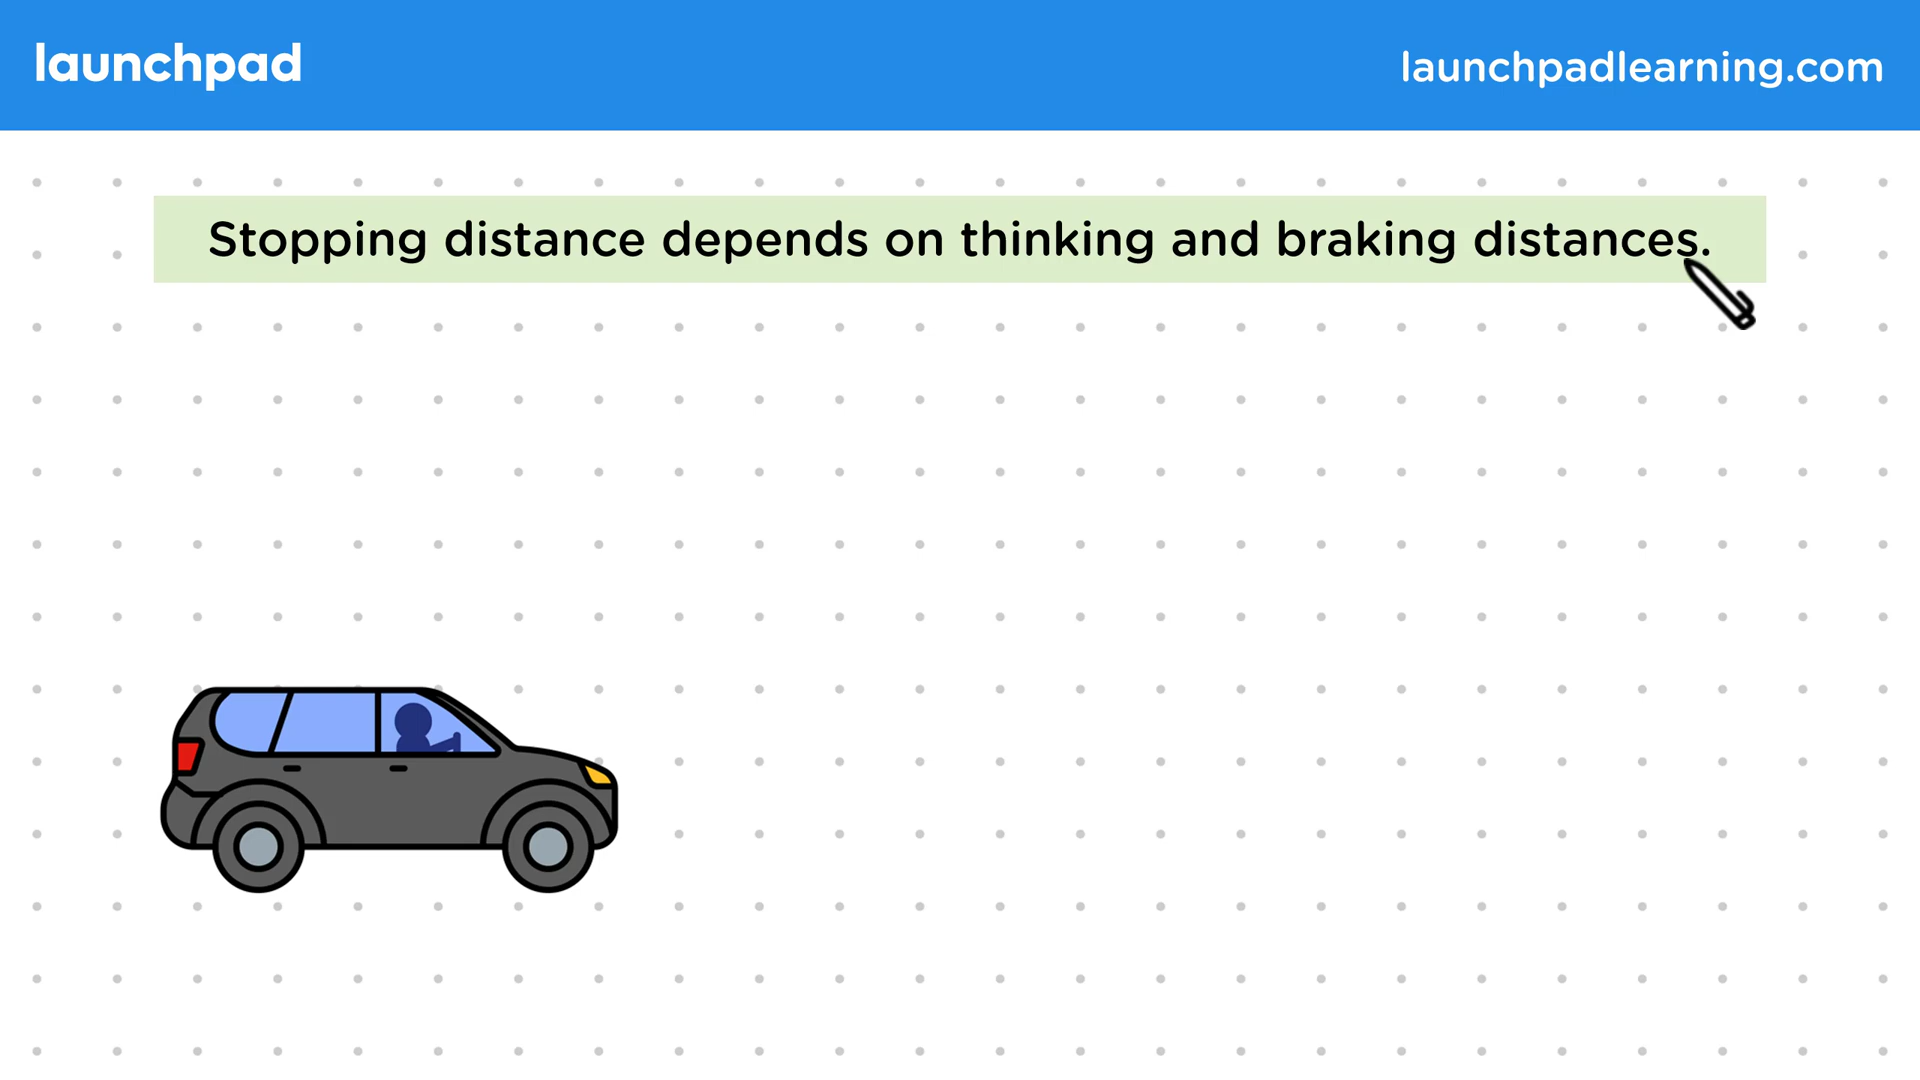 launchpad
launchpadlearning.com
Stopping distance depends on thinking and braking distances.